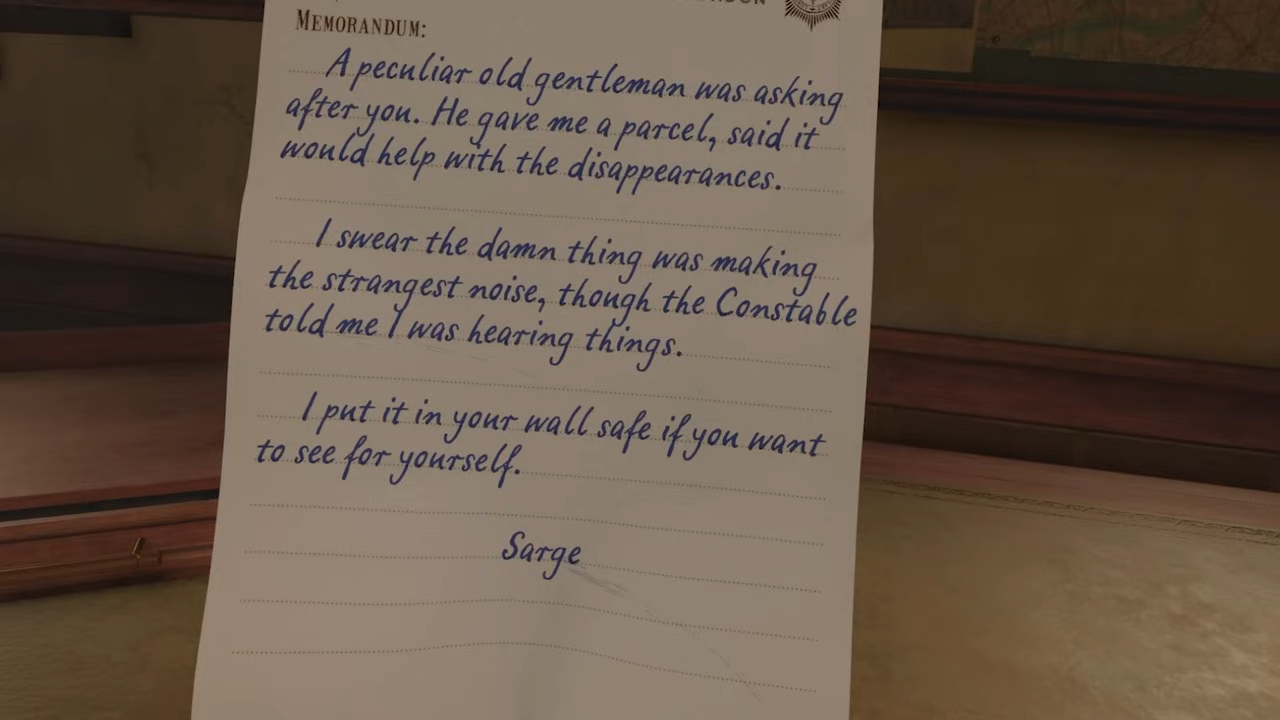 MEMORANDUM:
A peculiar old gentleman was asking
after you. He gave me a parcel, said it
would help with the disappearances.
I swear the damn thing was making
the strangest noise, though the Constable
told me I was hearing things.
I put it in your wall safe if you want
to see for yourself.
Sarge